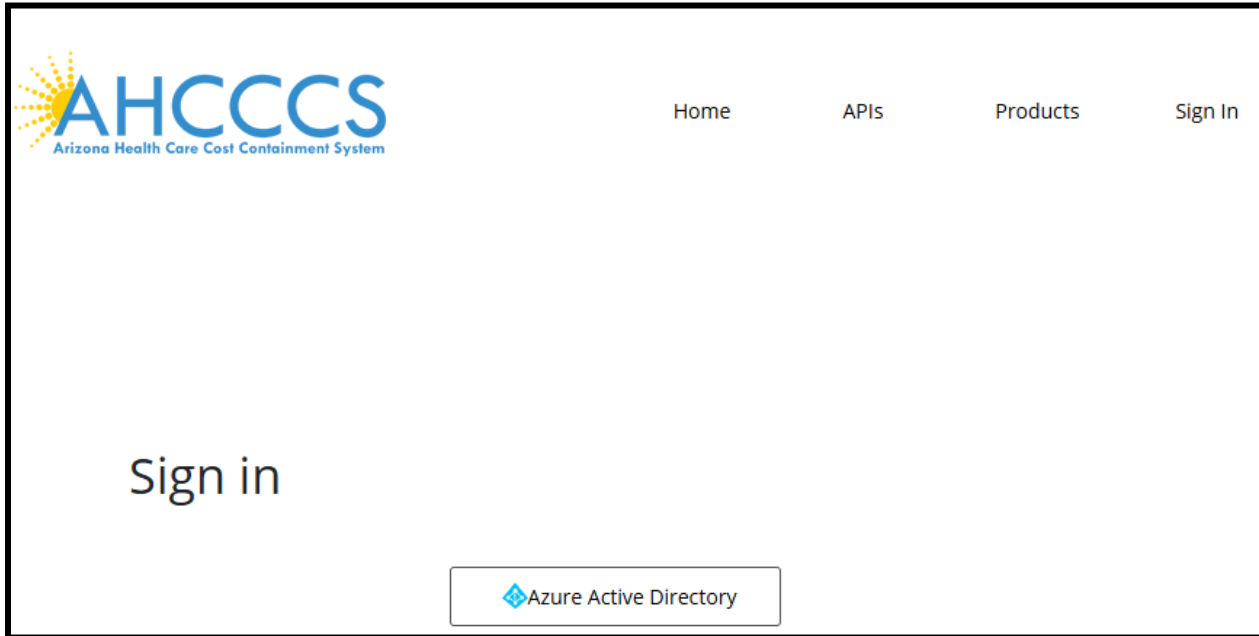 AHCCCS
Arizona Health Care Cost Containment System
Home APIs Products Sign In
Sign in
Azure Active Directory